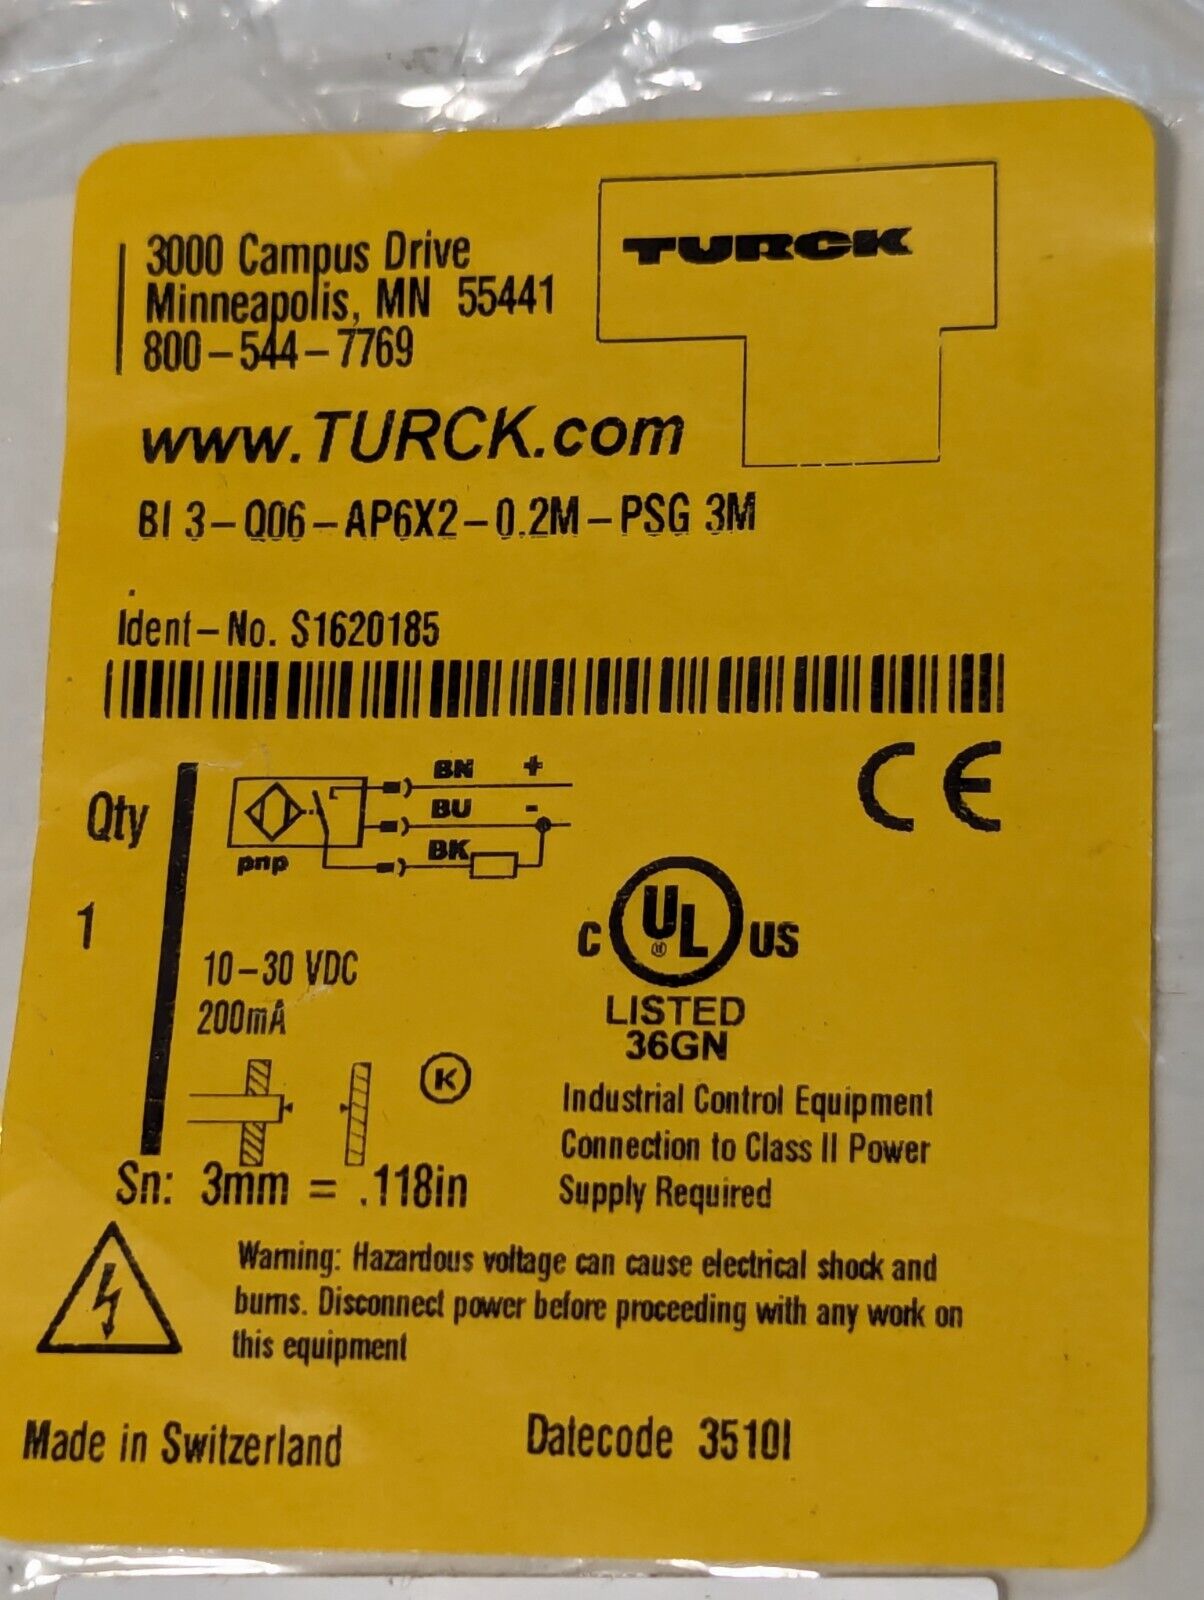 3000 Campus Drive
Minneapolis, MN 55441
800-544-7769
TURCK
www.TURCK.com
BI 3-Q06-AP6X2-0.2M-PSG 3M
Ident-No. S1620185
Qty
1
BN +
BU -
BK
pnp
CE
10-30 VDC
200mA
C UL US
®
LISTED
36GN
K
Industrial Control Equipment
Connection to Class II Power
Supply Required
Sn: 3mm = .118in
Warning: Hazardous voltage can cause electrical shock and
burns. Disconnect power before proceeding with any work on
this equipment
Made in Switzerland
Datecode 3510I